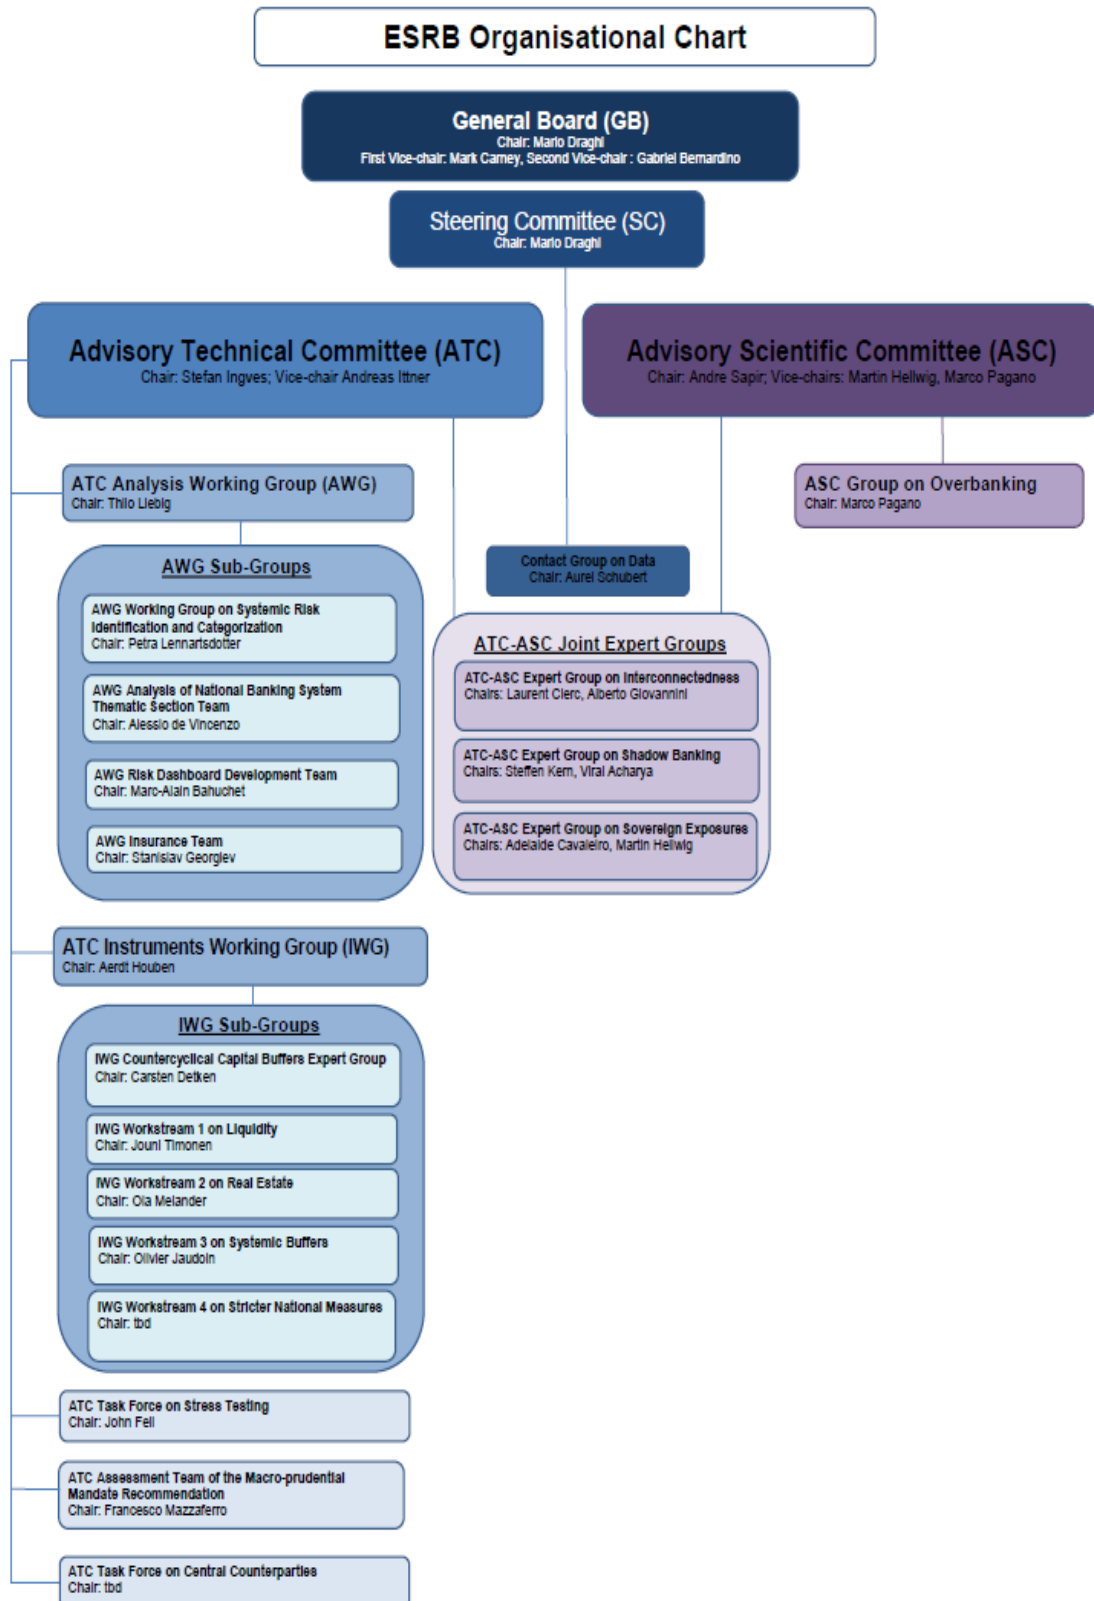 ESRB Organisational Chart
General Board (GB)
Chair: Mario Draghi
First Vice-chair: Mark Carney, Second Vice-chair : Gabriel Bernardino
Steering Committee (SC)
Chair: Mario Draghi
Advisory Technical Committee (ATC)
Chair: Stefan Ingves; Vice-chair Andreas Ittner
Advisory Scientific Committee (ASC)
Chair: Andre Sapir; Vice-chairs: Martin Hellwig, Marco Pagano
ATC Analysis Working Group (AWG)
Chair: Thilo Liebig
ASC Group on Overbanking
Chair: Marco Pagano
Contact Group on Data
Chair: Aurel Schubert
AWG Sub-Groups
AWG Working Group on Systemic Risk
Identification and Categorization
Chair: Petra Lennartsdotter
AWG Analysis of National Banking System
Thematic Section Team
Chair: Alessio de Vincenzo
AWG Risk Dashboard Development Team
Chair: Marc-Alain Bahuchet
AWG Insurance Team
Chair: Stanislav Georgiev
ATC-ASC Joint Expert Groups
ATC-ASC Expert Group on Interconnectedness
Chairs: Laurent Clerc, Alberto Giovannini
ATC-ASC Expert Group on Shadow Banking
Chairs: Steffen Kern, Viral Acharya
ATC-ASC Expert Group on Sovereign Exposures
Chairs: Adelaide Cavaleiro, Martin Hellwig
ATC Instruments Working Group (IWG)
Chair: Aerdt Houben
IWG Sub-Groups
IWG Countercyclical Capital Buffers Expert Group
Chair: Carsten Detken
IWG Workstream 1 on Liquidity
Chair: Jouni Timonen
IWG Workstream 2 on Real Estate
Chair: Ola Melander
IWG Workstream 3 on Systemic Buffers
Chair: Olivier Jaudoin
IWG Workstream 4 on Stricter National Measures
Chair: tbd
ATC Task Force on Stress Testing
Chair: John Fell
ATC Assessment Team of the Macro-prudential
Mandate Recommendation
Chair: Francesco Mazzaferro
ATC Task Force on Central Counterparties
Chair: tbd